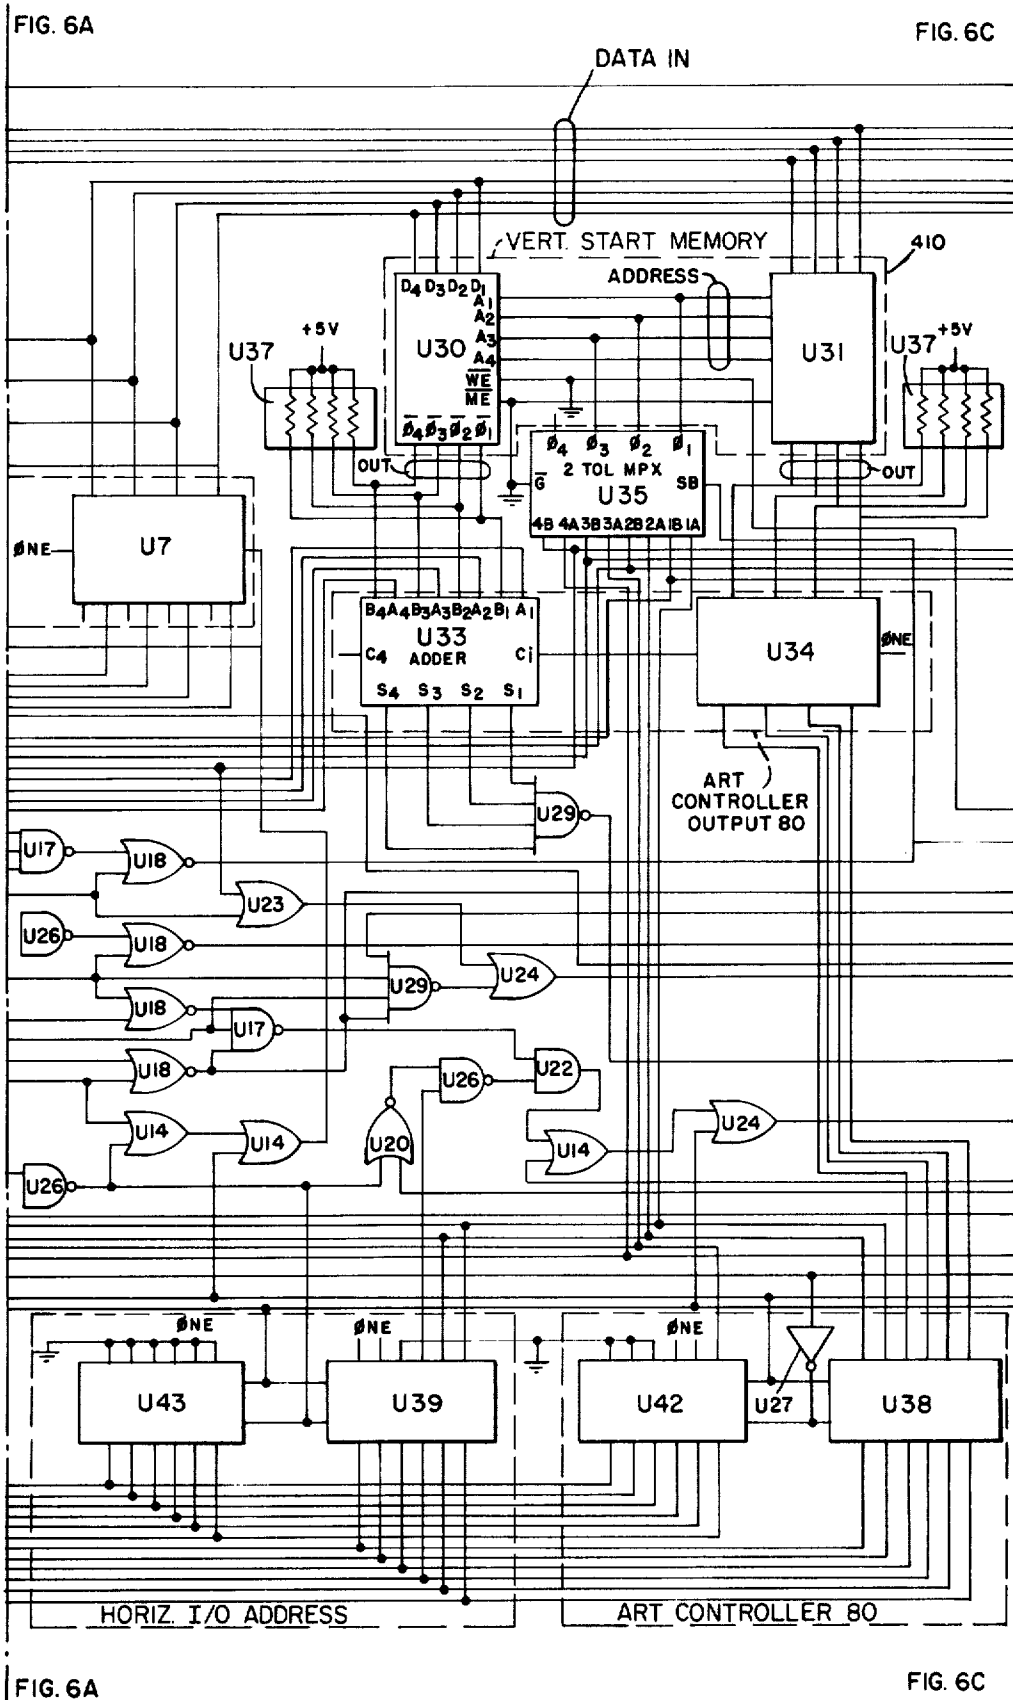 FIG. 6A
FIG. 6C
DATA IN
VERT. START MEMORY
410
ADDRESS
D4 D3 D2 D1
A1
A2
U30
A3
A4
WE
ME
Ø4 Ø3 Ø2 Ø1
U31
+5V
U37
+5V
U37
OUT
OUT
Ø4 Ø3 Ø2 Ø1
2 TO1 MPX
G
U35
SB
4B 4A 3B 3A 2B 2A 1B 1A
ØNE
U7
B4 A4 B3 A3 B2 A2 B1 A1
U33
ADDER
C4
Ci
S4 S3 S2 S1
U34
ØNE
ART
CONTROLLER
OUTPUT 80
U29
U17
U18
U23
U26
U18
U29
U24
U18
U17
U18
U26
U22
U14
U14
U20
U14
U24
U26
ØNE
ØNE
ØNE
U43
U39
U42
U27
U38
HORIZ. I/O ADDRESS
ART CONTROLLER 80
FIG. 6A
FIG. 6C